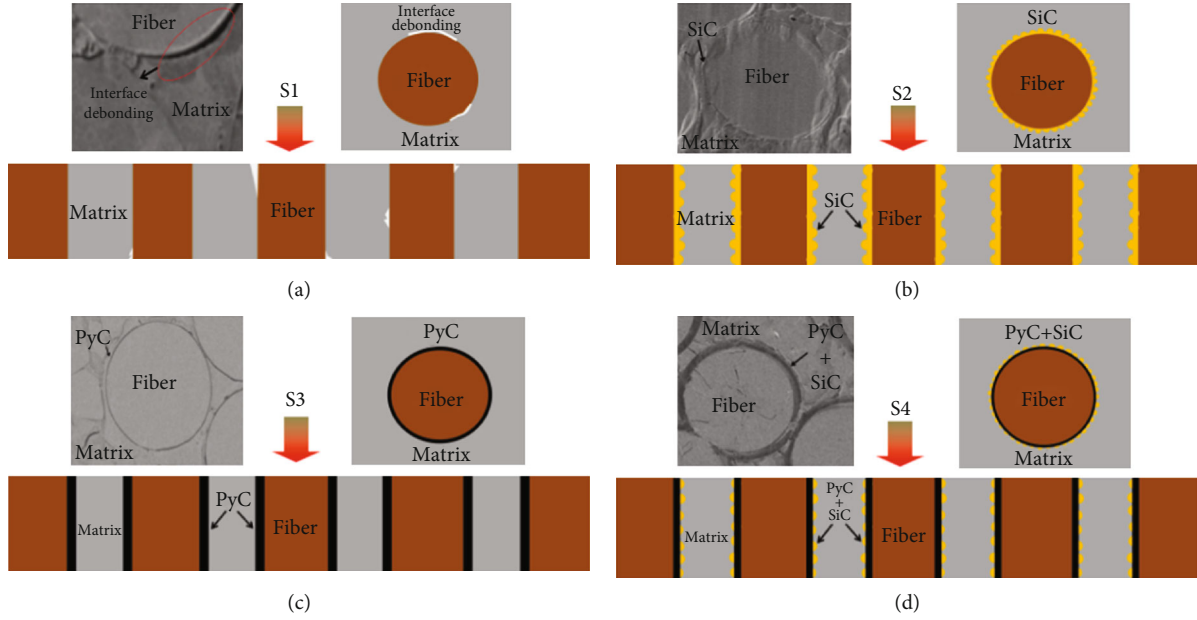 Fiber
Interface
debonding
Matrix
S1
Interface
debonding
Fiber
Matrix
Matrix
Fiber
(a)
SiC
Fiber
Matrix
S2
SiC
Fiber
Matrix
Matrix
SiC
Fiber
(b)
PyC
Fiber
Matrix
S3
PyC
Fiber
Matrix
Matrix
PyC
Fiber
(c)
Matrix
PyC
+
SiC
Fiber
S4
PyC+SiC
Fiber
Matrix
Matrix
PyC
+
SiC
Fiber
(d)